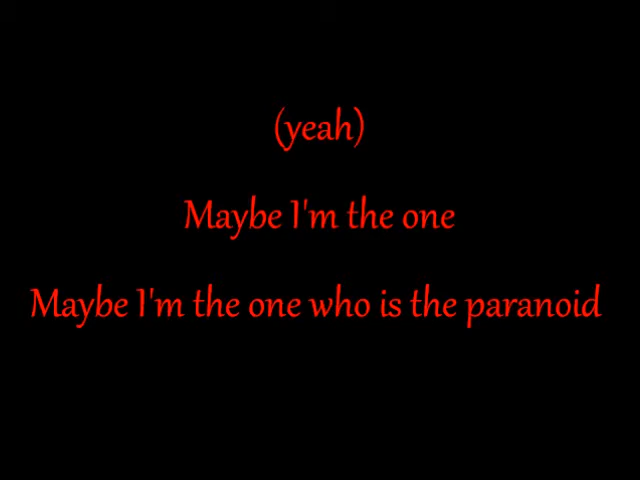 (yeah)
Maybe I'm the one
Maybe I'm the one who is the paranoid